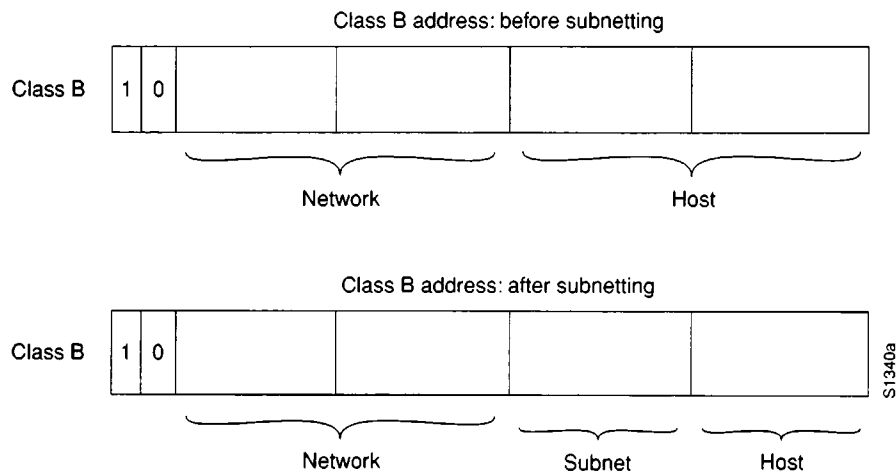 Class B address: before subnetting
Class B 1 0
Network Host
Class B address: after subnetting
Class B 1 0
Network Subnet Host
S1340a